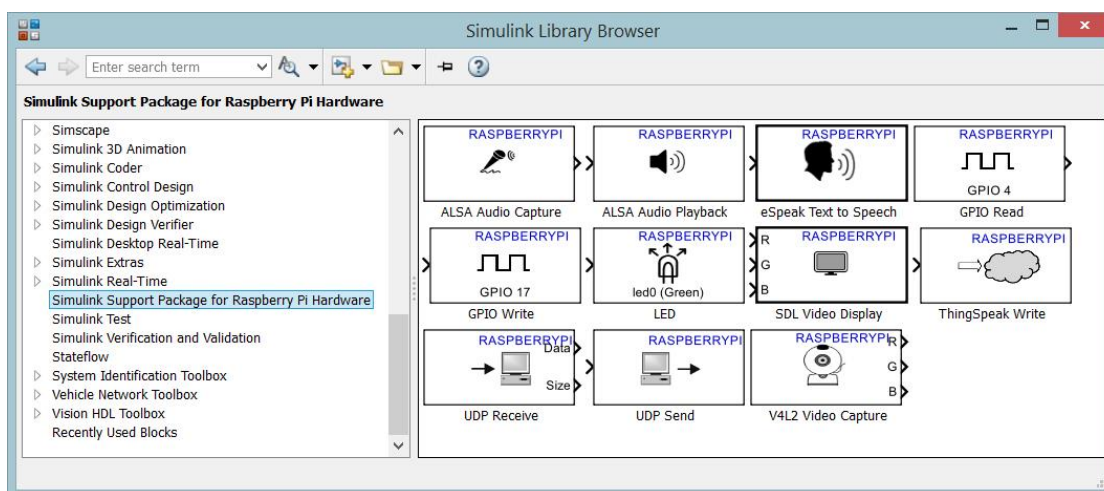 Simulink Library Browser
Enter search term
Simulink Support Package for Raspberry Pi Hardware
Simscape
Simulink 3D Animation
Simulink Coder
Simulink Control Design
Simulink Design Optimization
Simulink Design Verifier
Simulink Desktop Real-Time
Simulink Extras
Simulink Real-Time
Simulink Support Package for Raspberry Pi Hardware
Simulink Test
Simulink Verification and Validation
Stateflow
System Identification Toolbox
Vehicle Network Toolbox
Vision HDL Toolbox
Recently Used Blocks
RASPBERRYPI
ALSA Audio Capture
RASPBERRYPI
ALSA Audio Playback
RASPBERRYPI
eSpeak Text to Speech
RASPBERRYPI
GPIO 4
GPIO Read
RASPBERRYPI
GPIO 17
GPIO Write
RASPBERRYPI
led0 (Green)
LED
RASPBERRYPI
R
G
B
SDL Video Display
RASPBERRYPI
ThingSpeak Write
RASPBERRYPI
Data
Size
UDP Receive
RASPBERRYPI
UDP Send
RASPBERRYPI
R
G
B
V4L2 Video Capture